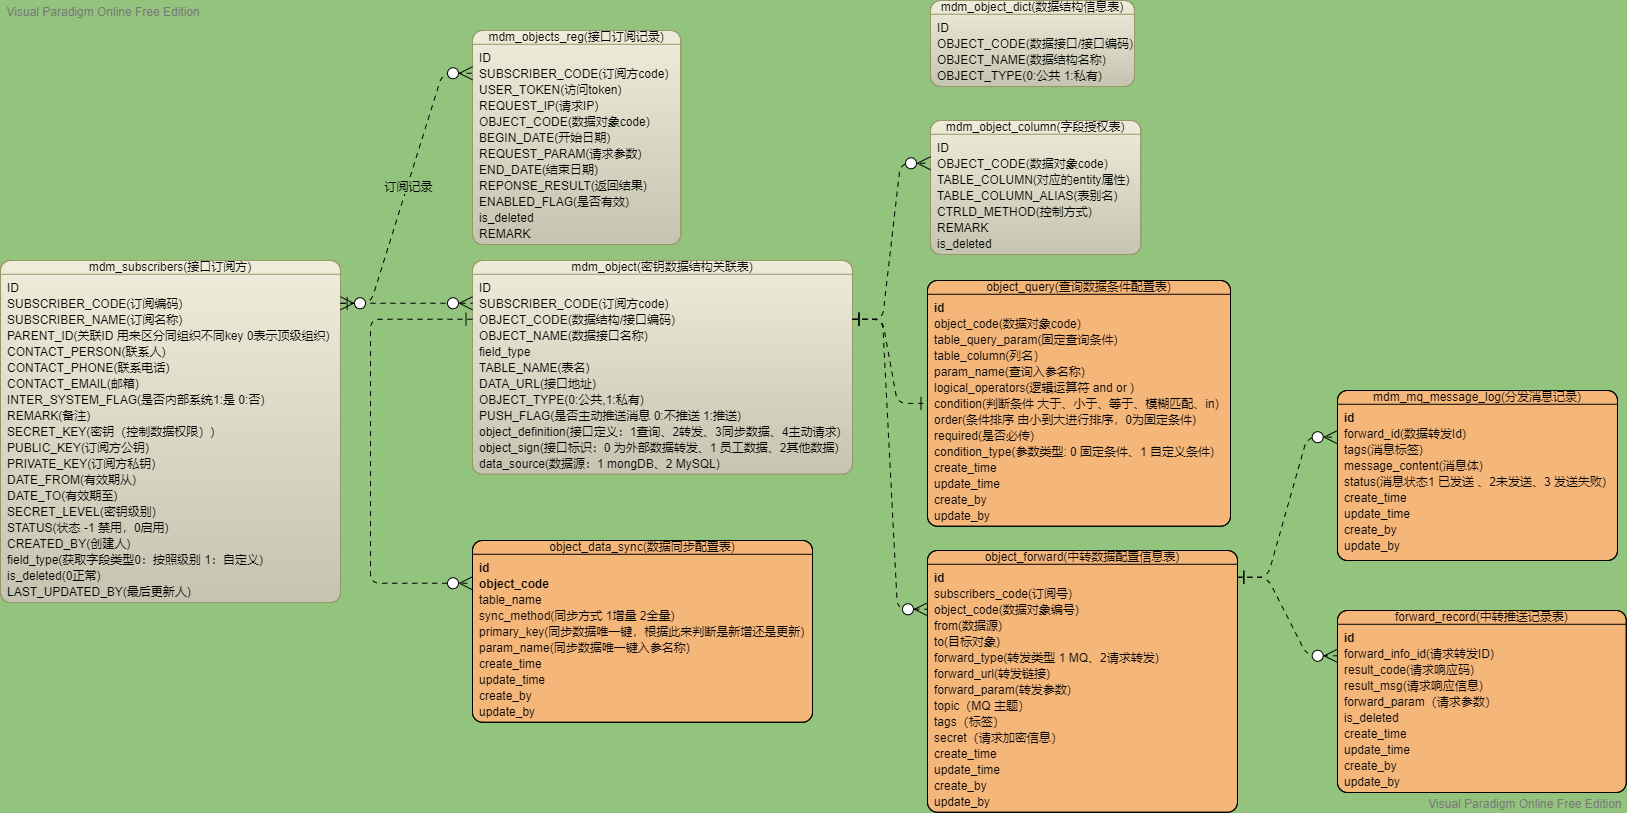 Visual Paradigm Online Free Edition
mdm_objects_reg(接口订阅记录)
ID
SUBSCRIBER_CODE(订阅方code)
USER_TOKEN(访问token)
REQUEST_IP(请求IP)
OBJECT_CODE(数据对象code)
BEGIN_DATE(开始日期)
REQUEST_PARAM(请求参数)
END_DATE(结束日期)
REPONSE_RESULT(返回结果)
ENABLED_FLAG(是否有效)
is_deleted
REMARK
订阅记录
mdm_subscribers(接口订阅方)
ID
SUBSCRIBER_CODE(订阅编码)
SUBSCRIBER_NAME(订阅名称)
PARENT_ID(关联ID 用来区分同组织不同key 0表示顶级组织)
CONTACT_PERSON(联系人)
CONTACT_PHONE(联系电话)
CONTACT_EMAIL(邮箱)
INTER_SYSTEM_FLAG(是否内部系统1:是 0:否)
REMARK(备注)
SECRET_KEY(密钥（控制数据权限）)
PUBLIC_KEY(订阅方公钥)
PRIVATE_KEY(订阅方私钥)
DATE_FROM(有效期从)
DATE_TO(有效期至)
SECRET_LEVEL(密钥级别)
STATUS(状态 -1 禁用，0启用)
CREATED_BY(创建人)
field_type(获取字段类型0：按照级别 1：自定义)
is_deleted(0正常)
LAST_UPDATED_BY(最后更新人)
mdm_object(密钥数据结构关联表)
ID
SUBSCRIBER_CODE(订阅方code)
OBJECT_CODE(数据结构/接口编码)
OBJECT_NAME(数据接口名称)
field_type
TABLE_NAME(表名)
DATA_URL(接口地址)
OBJECT_TYPE(0:公共,1:私有)
PUSH_FLAG(是否主动推送消息 0:不推送 1:推送)
object_definition(接口定义：1查询、2转发、3同步数据、4主动请求)
object_sign(接口标识：0 为外部数据转发、1 员工数据、2其他数据)
data_source(数据源：1 mongDB、2 MySQL)
object_data_sync(数据同步配置表)
id
object_code
table_name
sync_method(同步方式 1增量 2全量)
primary_key(同步数据唯一键，根据此来判断是新增还是更新)
param_name(同步数据唯一键入参名称)
create_time
update_time
create_by
update_by
mdm_object_dict(数据结构信息表)
ID
OBJECT_CODE(数据接口/接口编码)
OBJECT_NAME(数据结构名称)
OBJECT_TYPE(0:公共 1:私有)
mdm_object_column(字段授权表)
ID
OBJECT_CODE(数据对象code)
TABLE_COLUMN(对应的entity属性)
TABLE_COLUMN_ALIAS(表别名)
CTRLD_METHOD(控制方式)
REMARK
is_deleted
object_query(查询数据条件配置表)
id
object_code(数据对象code)
table_query_param(固定查询条件)
table_column(列名)
param_name(查询入参名称)
logical_operators(逻辑运算符 and or )
condition(判断条件 大于、小于、等于、模糊匹配、in)
order(条件排序 由小到大进行排序，0为固定条件)
required(是否必传)
condition_type(参数类型: 0 固定条件、1 自定义条件)
create_time
update_time
create_by
update_by
object_forward(中转数据配置信息表)
id
subscribers_code(订阅号)
object_code(数据对象编号)
from(数据源)
to(目标对象)
forward_type(转发类型 1 MQ、2请求转发)
forward_url(转发链接)
forward_param(转发参数)
topic（MQ 主题）
tags（标签）
secret（请求加密信息）
create_time
update_time
create_by
update_by
mdm_mq_message_log(分发消息记录)
id
forward_id(数据转发Id)
tags(消息标签)
message_content(消息体)
status(消息状态1 已发送 、2未发送、3 发送失败)
create_time
update_time
create_by
update_by
forward_record(中转推送记录表)
id
forward_info_id(请求转发ID)
result_code(请求响应码)
result_msg(请求响应信息)
forward_param（请求参数）
is_deleted
create_time
update_time
create_by
update_by
Visual Paradigm Online Free Edition